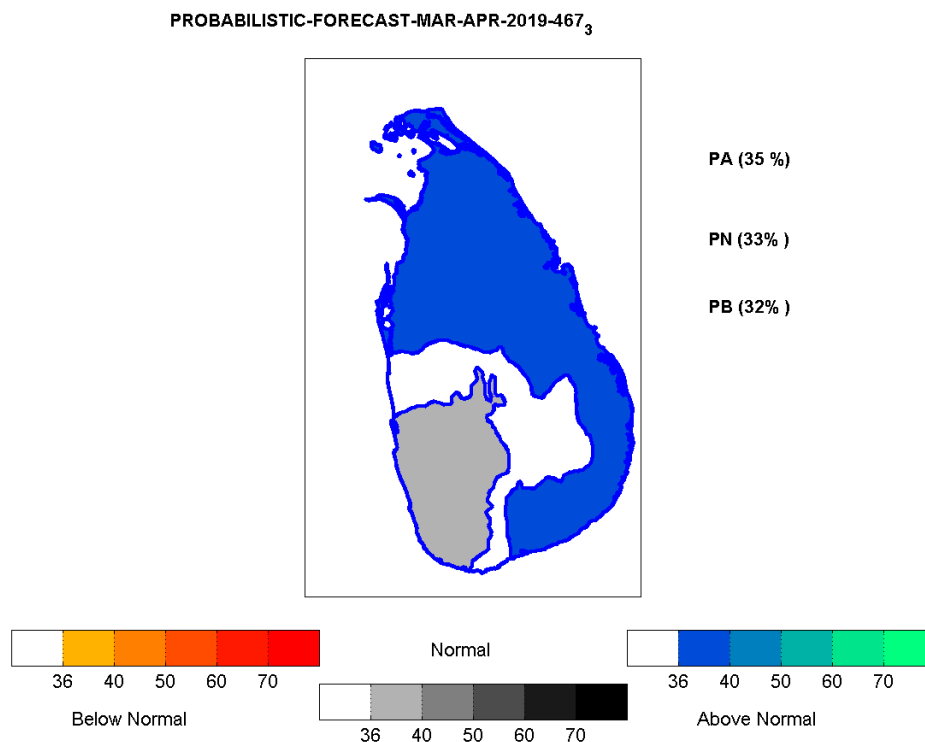 PROBABILISTIC-FORECAST-MAR-APR-2019-467₃
PA (35 %)
PN (33% )
PB (32% )
Normal
36 40 50 60 70
36 40 50 60 70
Below Normal
Above Normal
36 40 50 60 70